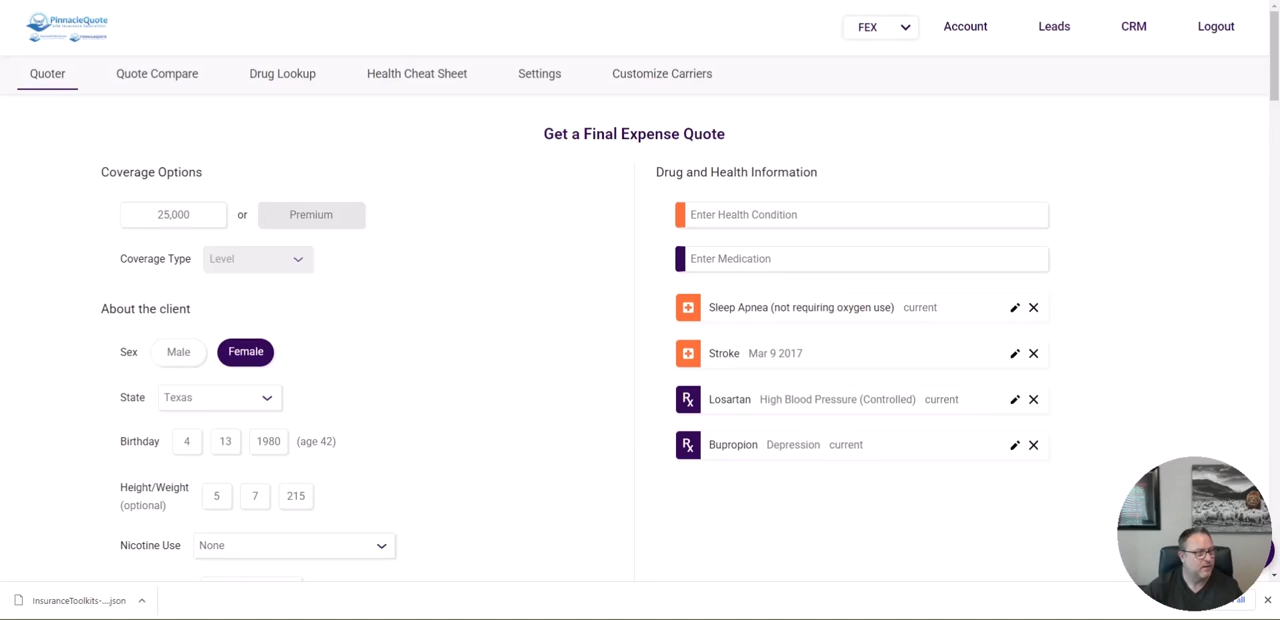 PinnacleQuote
FEX
Account
Leads
CRM
Logout
Quoter
Quote Compare
Drug Lookup
Health Cheat Sheet
Settings
Customize Carriers
Get a Final Expense Quote
Coverage Options
25,000 or Premium
Coverage Type Level
About the client
Sex Male Female
State Texas
Birthday 4 13 1980 (age 42)
Height/Weight
(optional)
5 7 215
Nicotine Use None
Drug and Health Information
Enter Health Condition
Enter Medication
Sleep Apnea (not requiring oxygen use) current
Stroke Mar 9 2017
Rx Losartan High Blood Pressure (Controlled) current
Rx Bupropion Depression current
InsuranceToolkits-....json